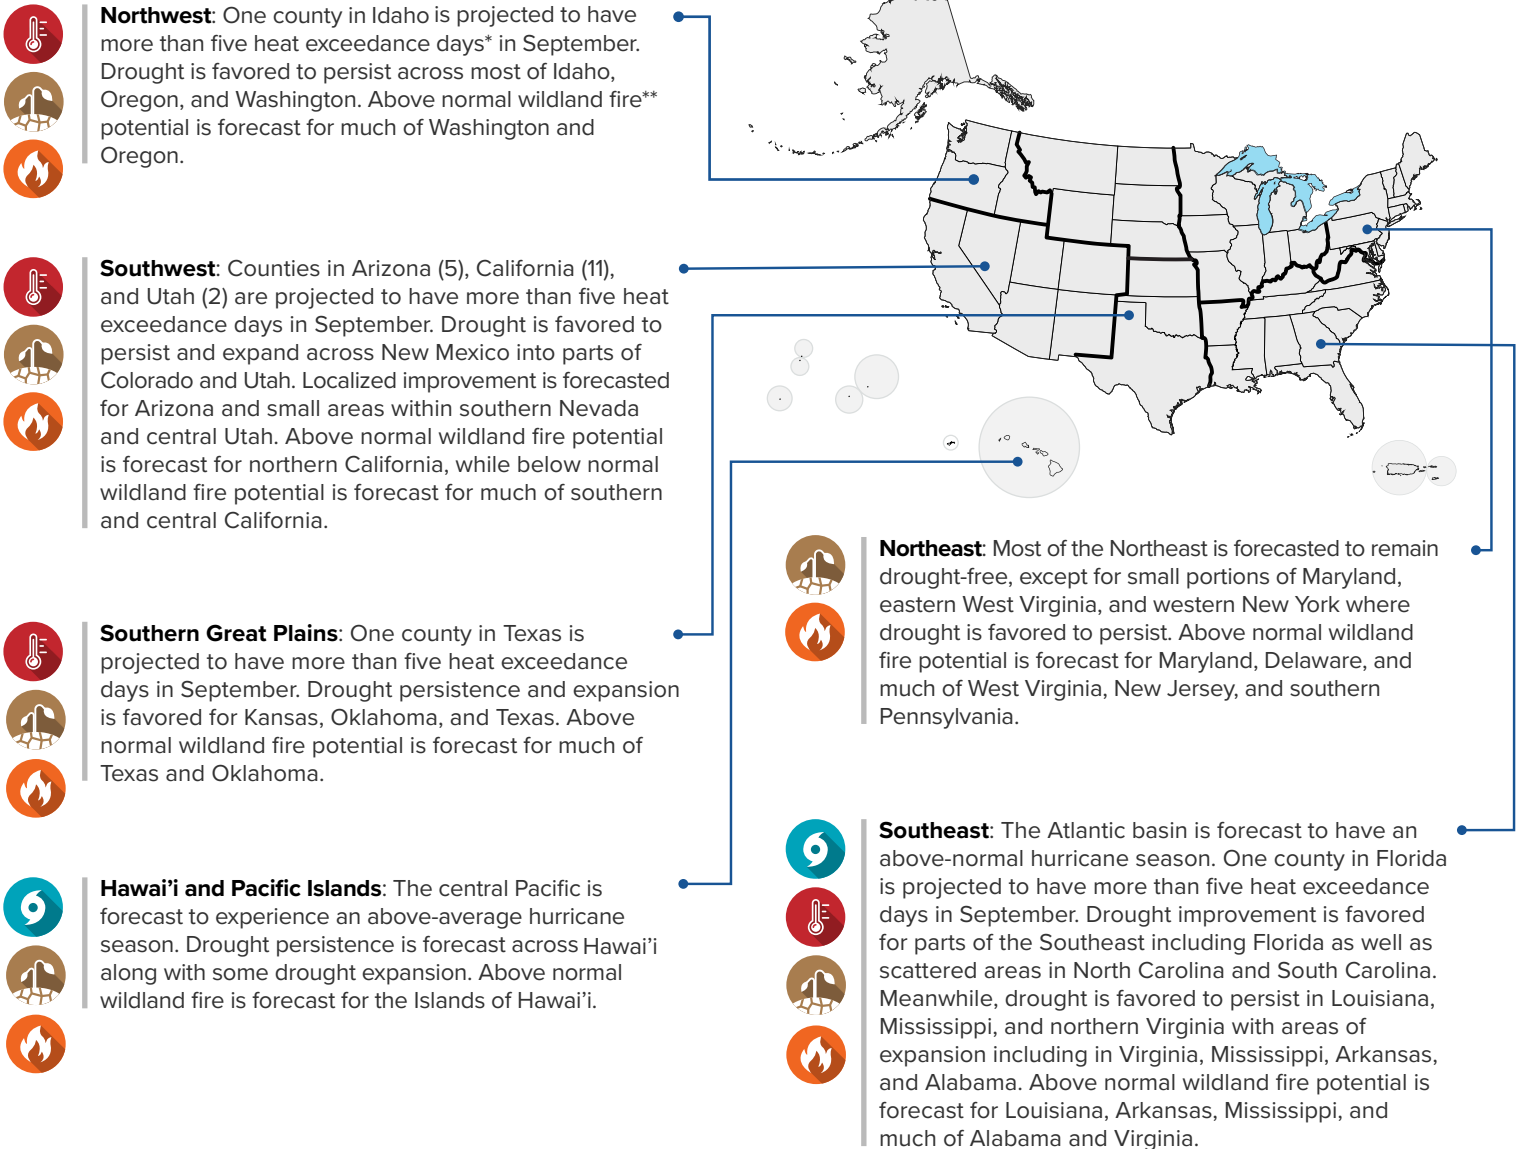 Northwest: One county in Idaho is projected to have
more than five heat exceedance days* in September.
Drought is favored to persist across most of Idaho,
Oregon, and Washington. Above normal wildland fire**
potential is forecast for much of Washington and
Oregon.
Southwest: Counties in Arizona (5), California (11),
and Utah (2) are projected to have more than five heat
exceedance days in September. Drought is favored to
persist and expand across New Mexico into parts of
Colorado and Utah. Localized improvement is forecasted
for Arizona and small areas within southern Nevada
and central Utah. Above normal wildland fire potential
is forecast for northern California, while below normal
wildland fire potential is forecast for much of southern
and central California.
Southern Great Plains: One county in Texas is
projected to have more than five heat exceedance
days in September. Drought persistence and expansion
is favored for Kansas, Oklahoma, and Texas. Above
normal wildland fire potential is forecast for much of
Texas and Oklahoma.
Hawai’i and Pacific Islands: The central Pacific is
forecast to experience an above-average hurricane
season. Drought persistence is forecast across Hawai’i
along with some drought expansion. Above normal
wildland fire is forecast for the Islands of Hawai’i.
Northeast: Most of the Northeast is forecasted to remain
drought-free, except for small portions of Maryland,
eastern West Virginia, and western New York where
drought is favored to persist. Above normal wildland
fire potential is forecast for Maryland, Delaware, and
much of West Virginia, New Jersey, and southern
Pennsylvania.
Southeast: The Atlantic basin is forecast to have an
above-normal hurricane season. One county in Florida
is projected to have more than five heat exceedance
days in September. Drought improvement is favored
for parts of the Southeast including Florida as well as
scattered areas in North Carolina and South Carolina.
Meanwhile, drought is favored to persist in Louisiana,
Mississippi, and northern Virginia with areas of
expansion including in Virginia, Mississippi, Arkansas,
and Alabama. Above normal wildland fire potential is
forecast for Louisiana, Arkansas, Mississippi, and
much of Alabama and Virginia.